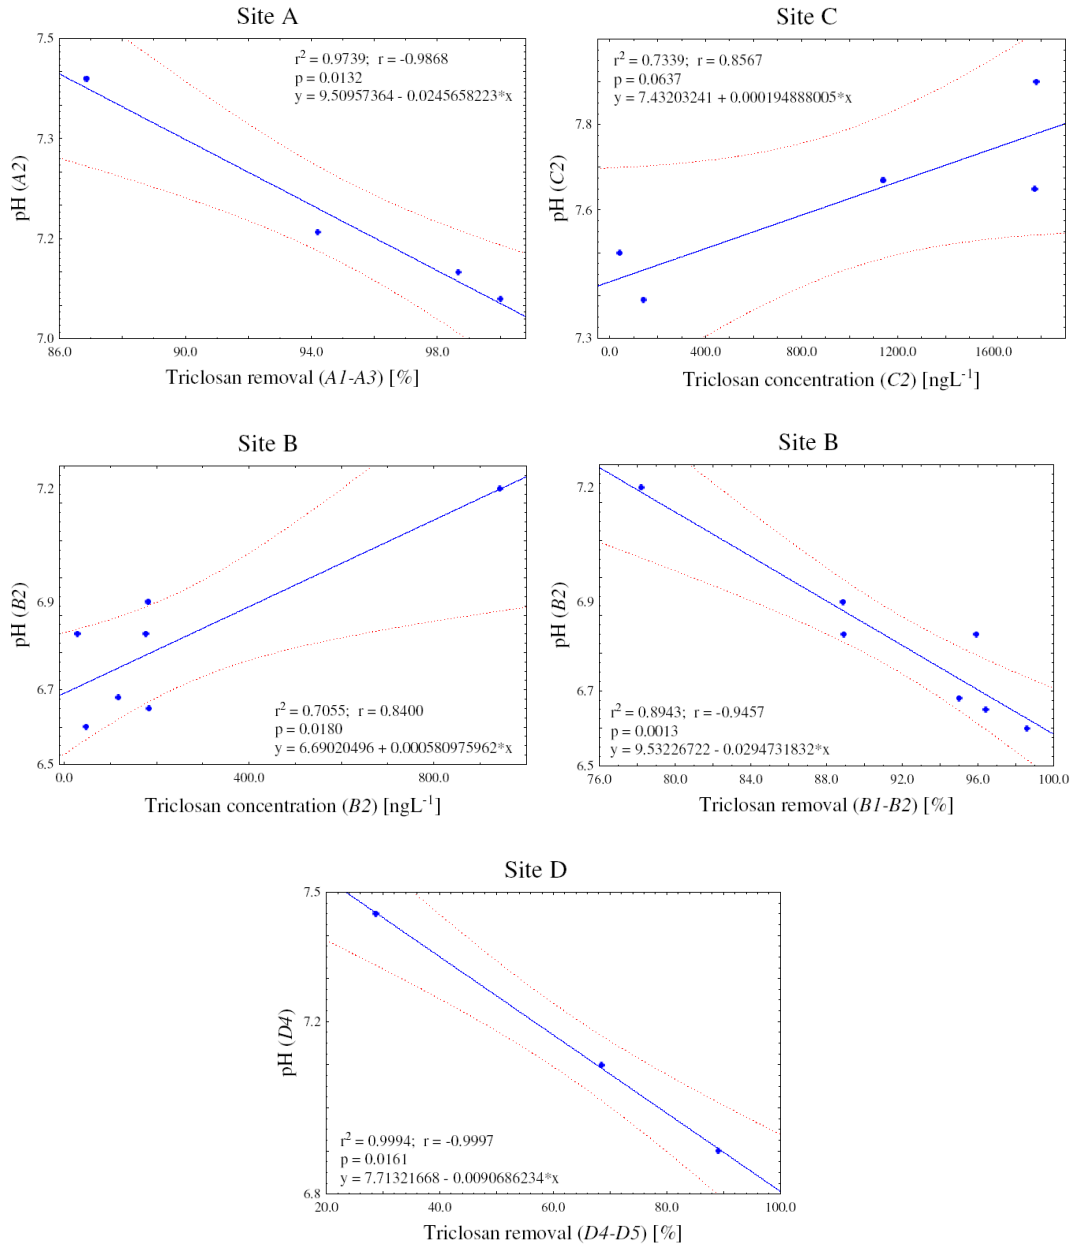 Site A
r² = 0.9739;  r = -0.9868
p = 0.0132
y = 9.50957364 - 0.0245658223*x
7.5
7.3
7.2
7.0
pH (A2)
86.0 90.0 94.0 98.0
Triclosan removal (A1-A3) [%]
Site C
r² = 0.7339;  r = 0.8567
p = 0.0637
y = 7.43203241 + 0.000194888005*x
7.8
7.6
7.3
pH (C2)
0.0 400.0 800.0 1200.0 1600.0
Triclosan concentration (C2) [ngL⁻¹]
Site B
7.2
6.9
6.7
6.5
pH (B2)
r² = 0.7055;  r = 0.8400
p = 0.0180
y = 6.69020496 + 0.000580975962*x
0.0 400.0 800.0
Triclosan concentration (B2) [ngL⁻¹]
Site B
7.2
6.9
6.7
6.5
pH (B2)
r² = 0.8943;  r = -0.9457
p = 0.0013
y = 9.53226722 - 0.0294731832*x
76.0 80.0 84.0 88.0 92.0 96.0 100.0
Triclosan removal (B1-B2) [%]
Site D
7.5
7.2
6.8
pH (D4)
r² = 0.9994;  r = -0.9997
p = 0.0161
y = 7.71321668 - 0.0090686234*x
20.0 40.0 60.0 80.0 100.0
Triclosan removal (D4-D5) [%]